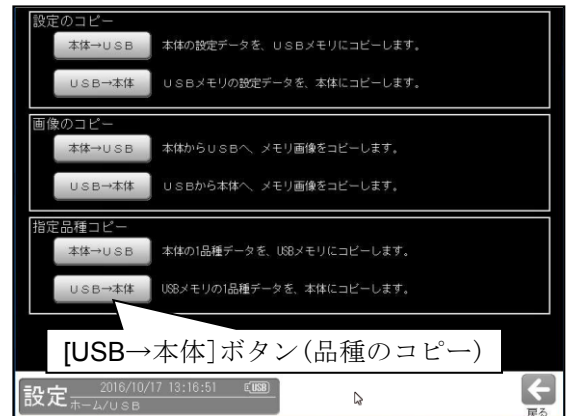 設定のコピー
本体→USB 本体の設定データを、USBメモリにコピーします。
USB→本体 USBメモリの設定データを、本体にコピーします。
画像のコピー
本体→USB 本体からUSBへ、メモリ画像をコピーします。
USB→本体 USBから本体へ、メモリ画像をコピーします。
指定品種コピー
本体→USB 本体の1品種データを、USBメモリにコピーします。
USB→本体 USBメモリの1品種データを、本体にコピーします。
[USB→本体]ボタン(品種のコピー)
設定 2016/10/17 13:16:51 USB
ホーム/USB
戻る